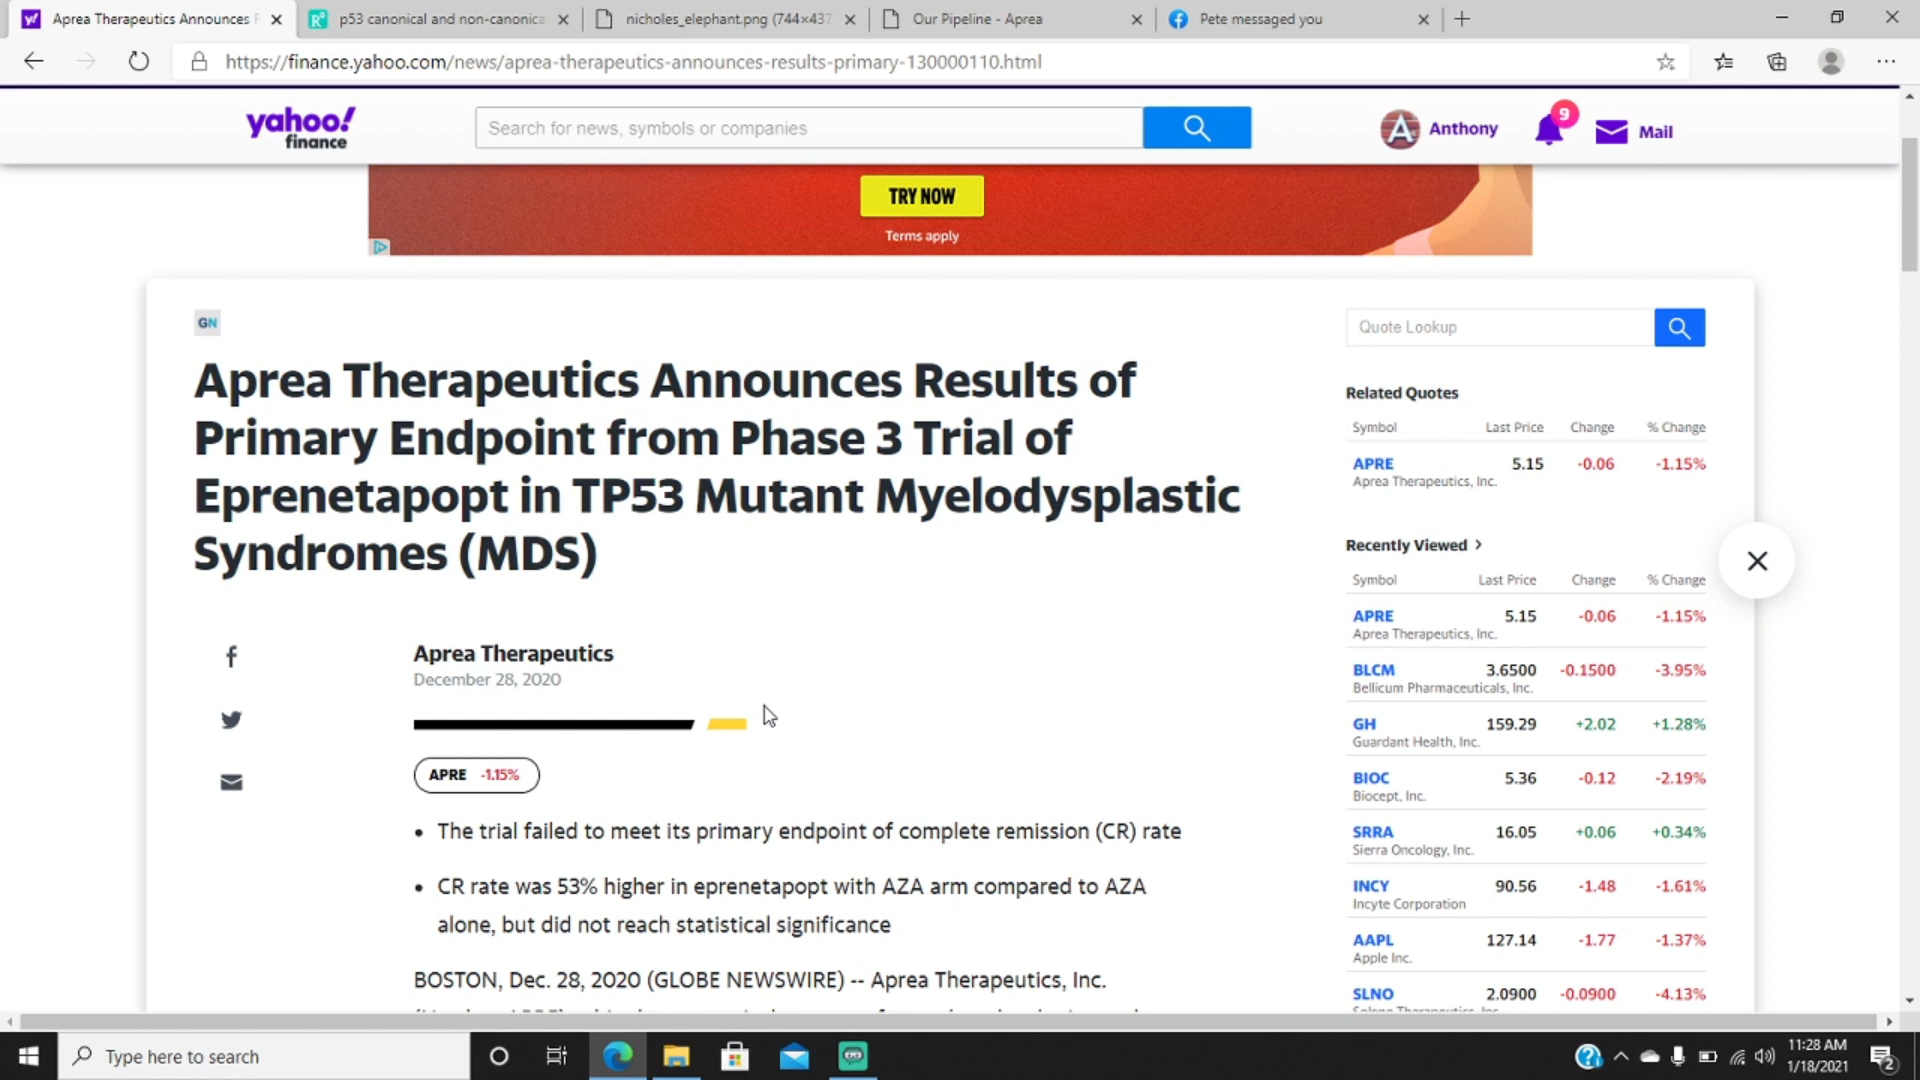 Aprea Therapeutics Announces R
p53 canonical and non-canonica
nicholes_elephant.png (744×437
Our Pipeline - Aprea
Pete messaged you
https://finance.yahoo.com/news/aprea-therapeutics-announces-results-primary-130000110.html
yahoo!
finance
Search for news, symbols or companies
A
Anthony
9
Mail
TRY NOW
Terms apply
GN
Aprea Therapeutics Announces Results of
Primary Endpoint from Phase 3 Trial of
Eprenetapopt in TP53 Mutant Myelodysplastic
Syndromes (MDS)
Aprea Therapeutics
December 28, 2020
APRE -1.15%
• The trial failed to meet its primary endpoint of complete remission (CR) rate
• CR rate was 53% higher in eprenetapopt with AZA arm compared to AZA
alone, but did not reach statistical significance
BOSTON, Dec. 28, 2020 (GLOBE NEWSWIRE) -- Aprea Therapeutics, Inc.
Quote Lookup
Related Quotes
Symbol Last Price Change % Change
APRE 5.15 -0.06 -1.15%
Aprea Therapeutics, Inc.
Recently Viewed >
Symbol Last Price Change % Change
APRE 5.15 -0.06 -1.15%
Aprea Therapeutics, Inc.
BLCM 3.6500 -0.1500 -3.95%
Bellicum Pharmaceuticals, Inc.
GH 159.29 +2.02 +1.28%
Guardant Health, Inc.
BIOC 5.36 -0.12 -2.19%
Biocept, Inc.
SRRA 16.05 +0.06 +0.34%
Sierra Oncology, Inc.
INCY 90.56 -1.48 -1.61%
Incyte Corporation
AAPL 127.14 -1.77 -1.37%
Apple Inc.
SLNO 2.0900 -0.0900 -4.13%
Type here to search
11:28 AM
1/18/2021
2